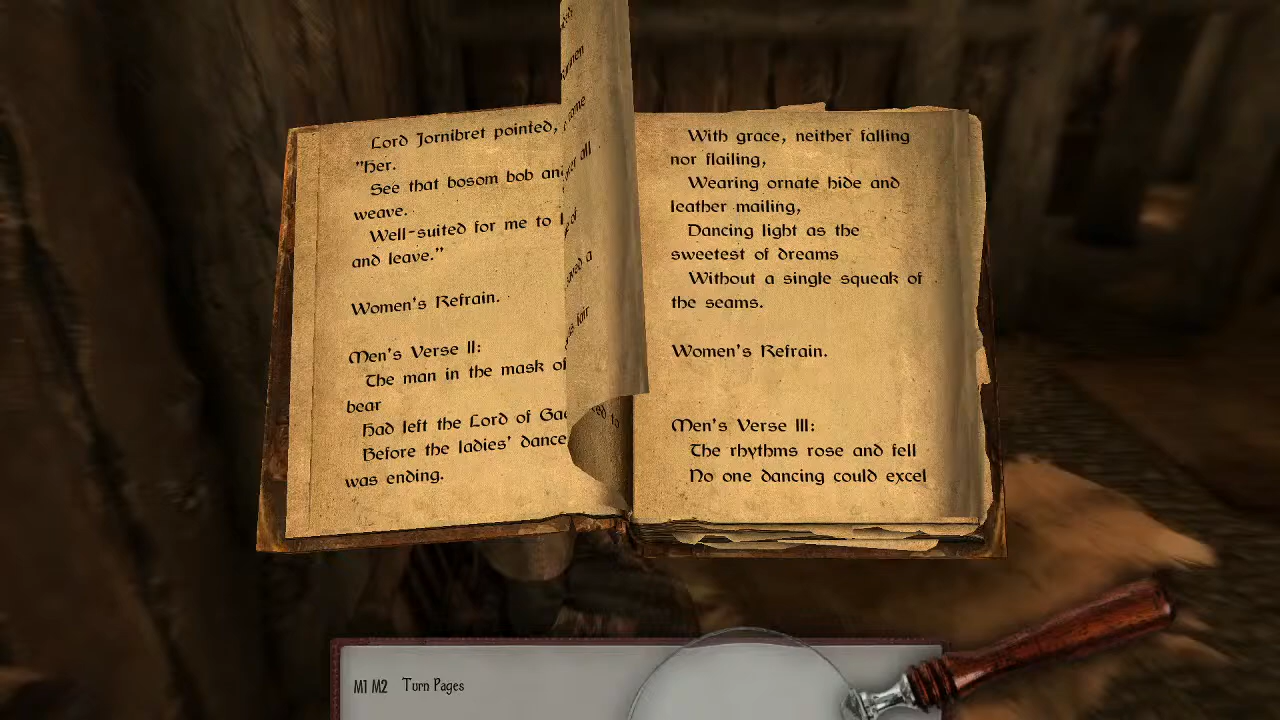 Lord Jornibret pointed,
"Her.
See that bosom bob
weave.
Well-suited for me to
and leave."
Women's Refrain.
Men's Verse II:
The man in the mask of
bear
Had left the Lord of
Before the ladies' dance
was ending.
all
of
a
With grace, neither falling
nor flailing,
Wearing ornate hide and
leather mailing,
Dancing light as the
sweetest of dreams
Without a single squeak of
the seams.
Women's Refrain.
Men's Verse III:
The rhythms rose and fell
No one dancing could excel
M1 M2 Turn Pages